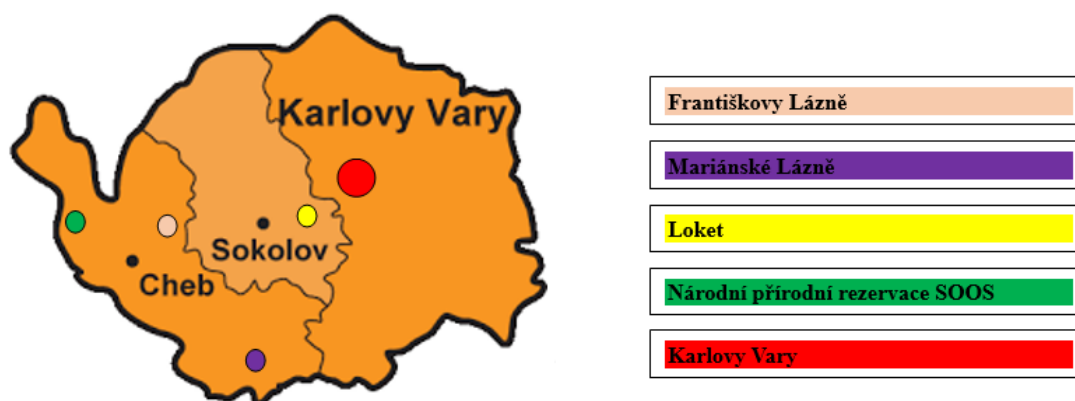 Karlovy Vary
Sokolov
Cheb
Františkovy Lázně
Mariánské Lázně
Loket
Národní přírodní rezervace SOOS
Karlovy Vary